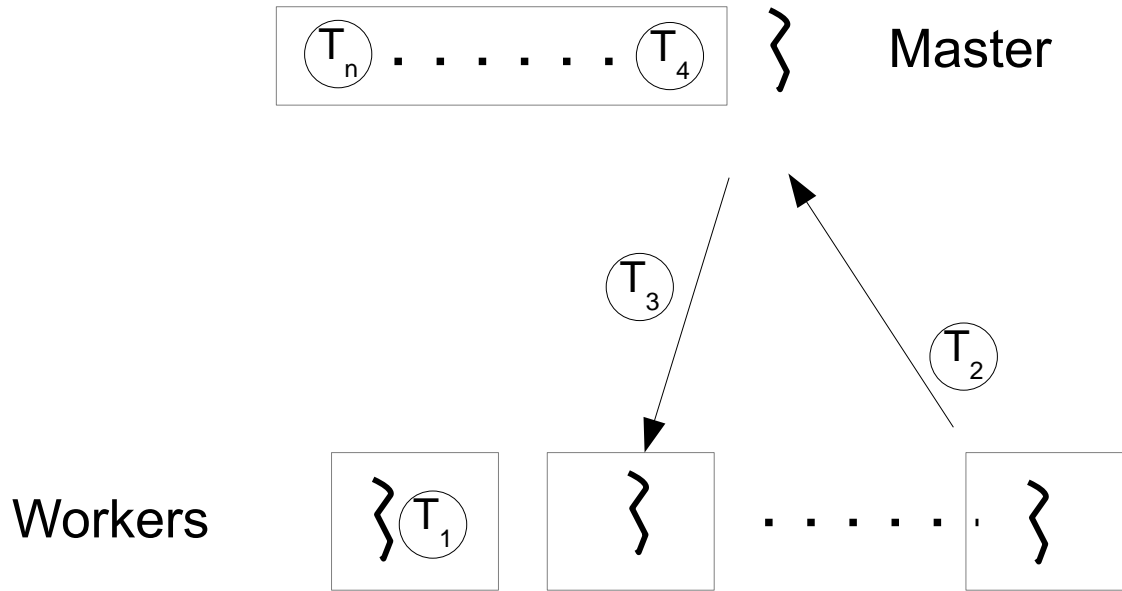 Tn . . . . . . T4 Master
T3
T2
Workers T1 . . . . . .